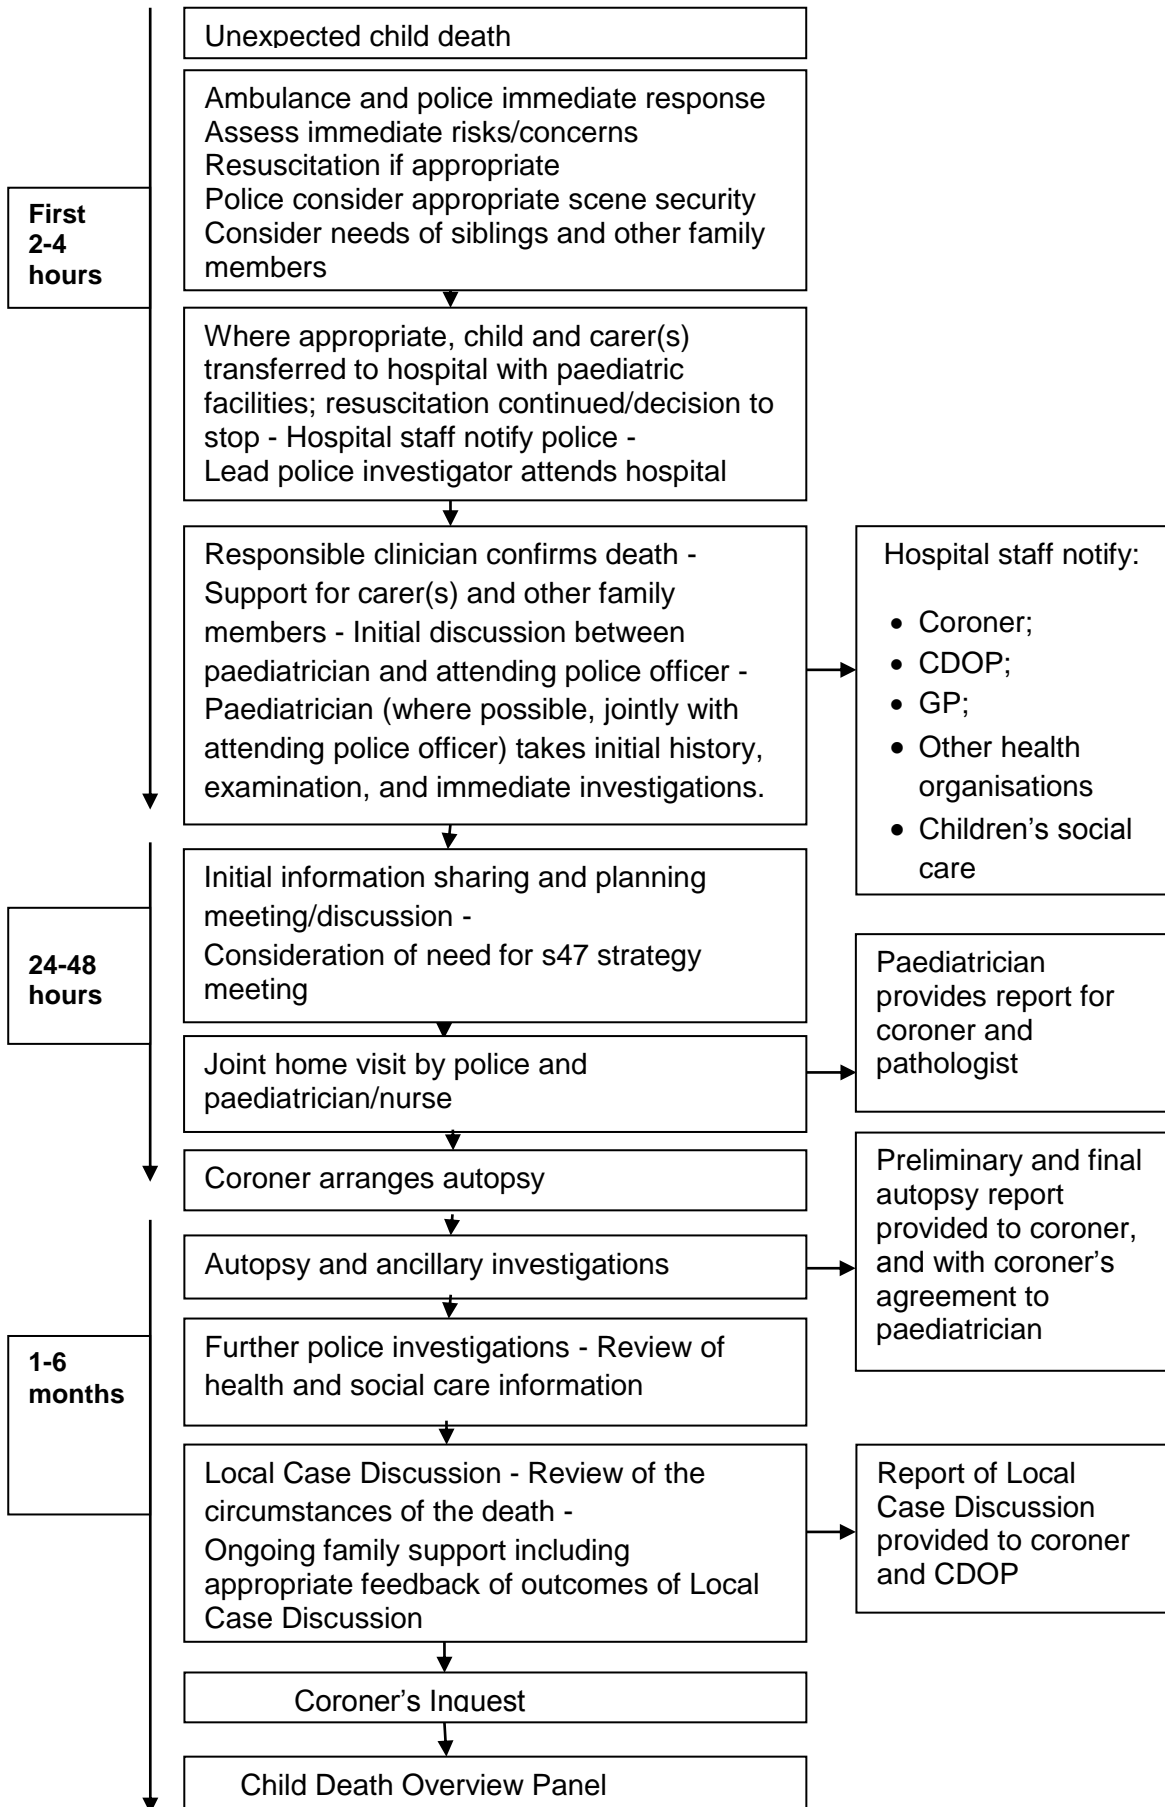 Unexpected child death
Ambulance and police immediate response
Assess immediate risks/concerns
Resuscitation if appropriate
Police consider appropriate scene security
Consider needs of siblings and other family
members
First
2-4
hours
Where appropriate, child and carer(s)
transferred to hospital with paediatric
facilities; resuscitation continued/decision to
stop - Hospital staff notify police -
Lead police investigator attends hospital
Responsible clinician confirms death -
Support for carer(s) and other family
members - Initial discussion between
paediatrician and attending police officer -
Paediatrician (where possible, jointly with
attending police officer) takes initial history,
examination, and immediate investigations.
Hospital staff notify:
• Coroner;
• CDOP;
• GP;
• Other health
organisations
• Children's social
care
24-48
hours
Initial information sharing and planning
meeting/discussion -
Consideration of need for s47 strategy
meeting
Joint home visit by police and
paediatrician/nurse
Paediatrician
provides report for
coroner and
pathologist
Coroner arranges autopsy
Autopsy and ancillary investigations
Preliminary and final
autopsy report
provided to coroner,
and with coroner's
agreement to
paediatrician
1-6
months
Further police investigations - Review of
health and social care information
Local Case Discussion - Review of the
circumstances of the death -
Ongoing family support including
appropriate feedback of outcomes of Local
Case Discussion
Report of Local
Case Discussion
provided to coroner
and CDOP
Coroner's Inquest
Child Death Overview Panel